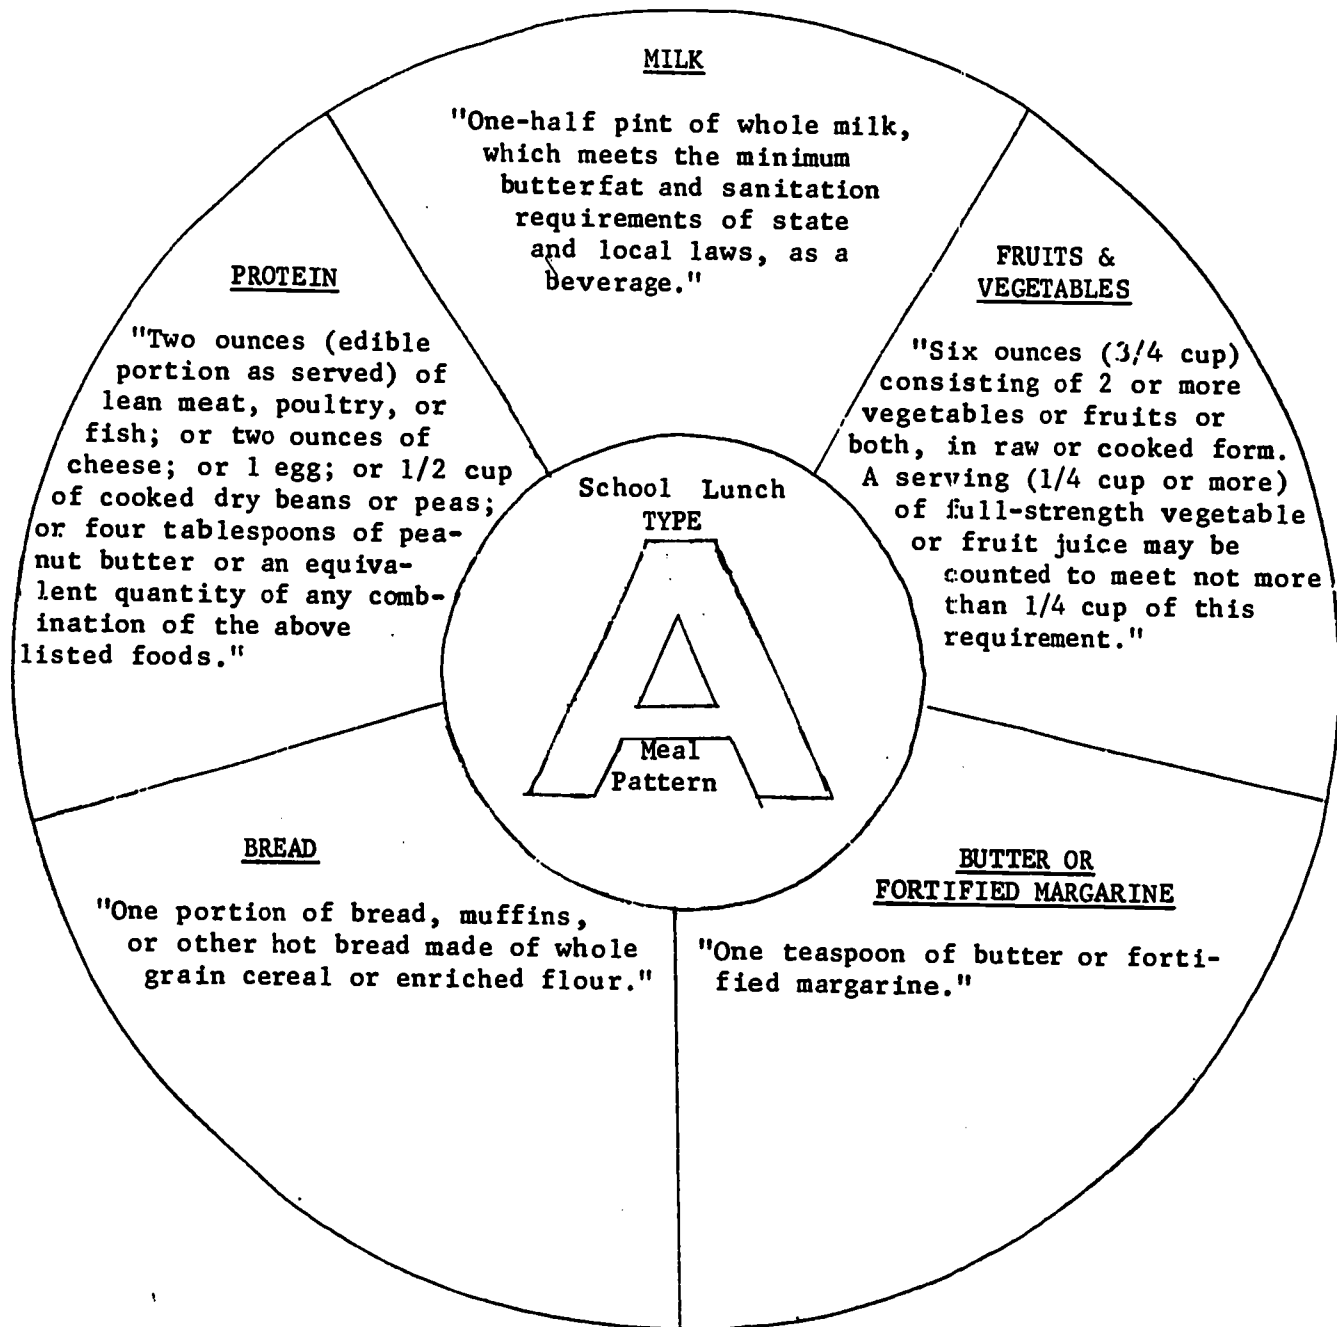 MILK
"One-half pint of whole milk,
which meets the minimum
butterfat and sanitation
requirements of state
and local laws, as a
beverage."
PROTEIN
"Two ounces (edible
portion as served) of
lean meat, poultry, or
fish; or two ounces of
cheese; or 1 egg; or 1/2 cup
of cooked dry beans or peas;
or four tablespoons of pea-
nut butter or an equiva-
lent quantity of any comb-
ination of the above
listed foods."
FRUITS &
VEGETABLES
"Six ounces (3/4 cup)
consisting of 2 or more
vegetables or fruits or
both, in raw or cooked form.
A serving (1/4 cup or more)
of full-strength vegetable
or fruit juice may be
counted to meet not more
than 1/4 cup of this
requirement."
School Lunch
TYPE
A
Meal
Pattern
BREAD
"One portion of bread, muffins,
or other hot bread made of whole
grain cereal or enriched flour."
BUTTER OR
FORTIFIED MARGARINE
"One teaspoon of butter or forti-
fied margarine."